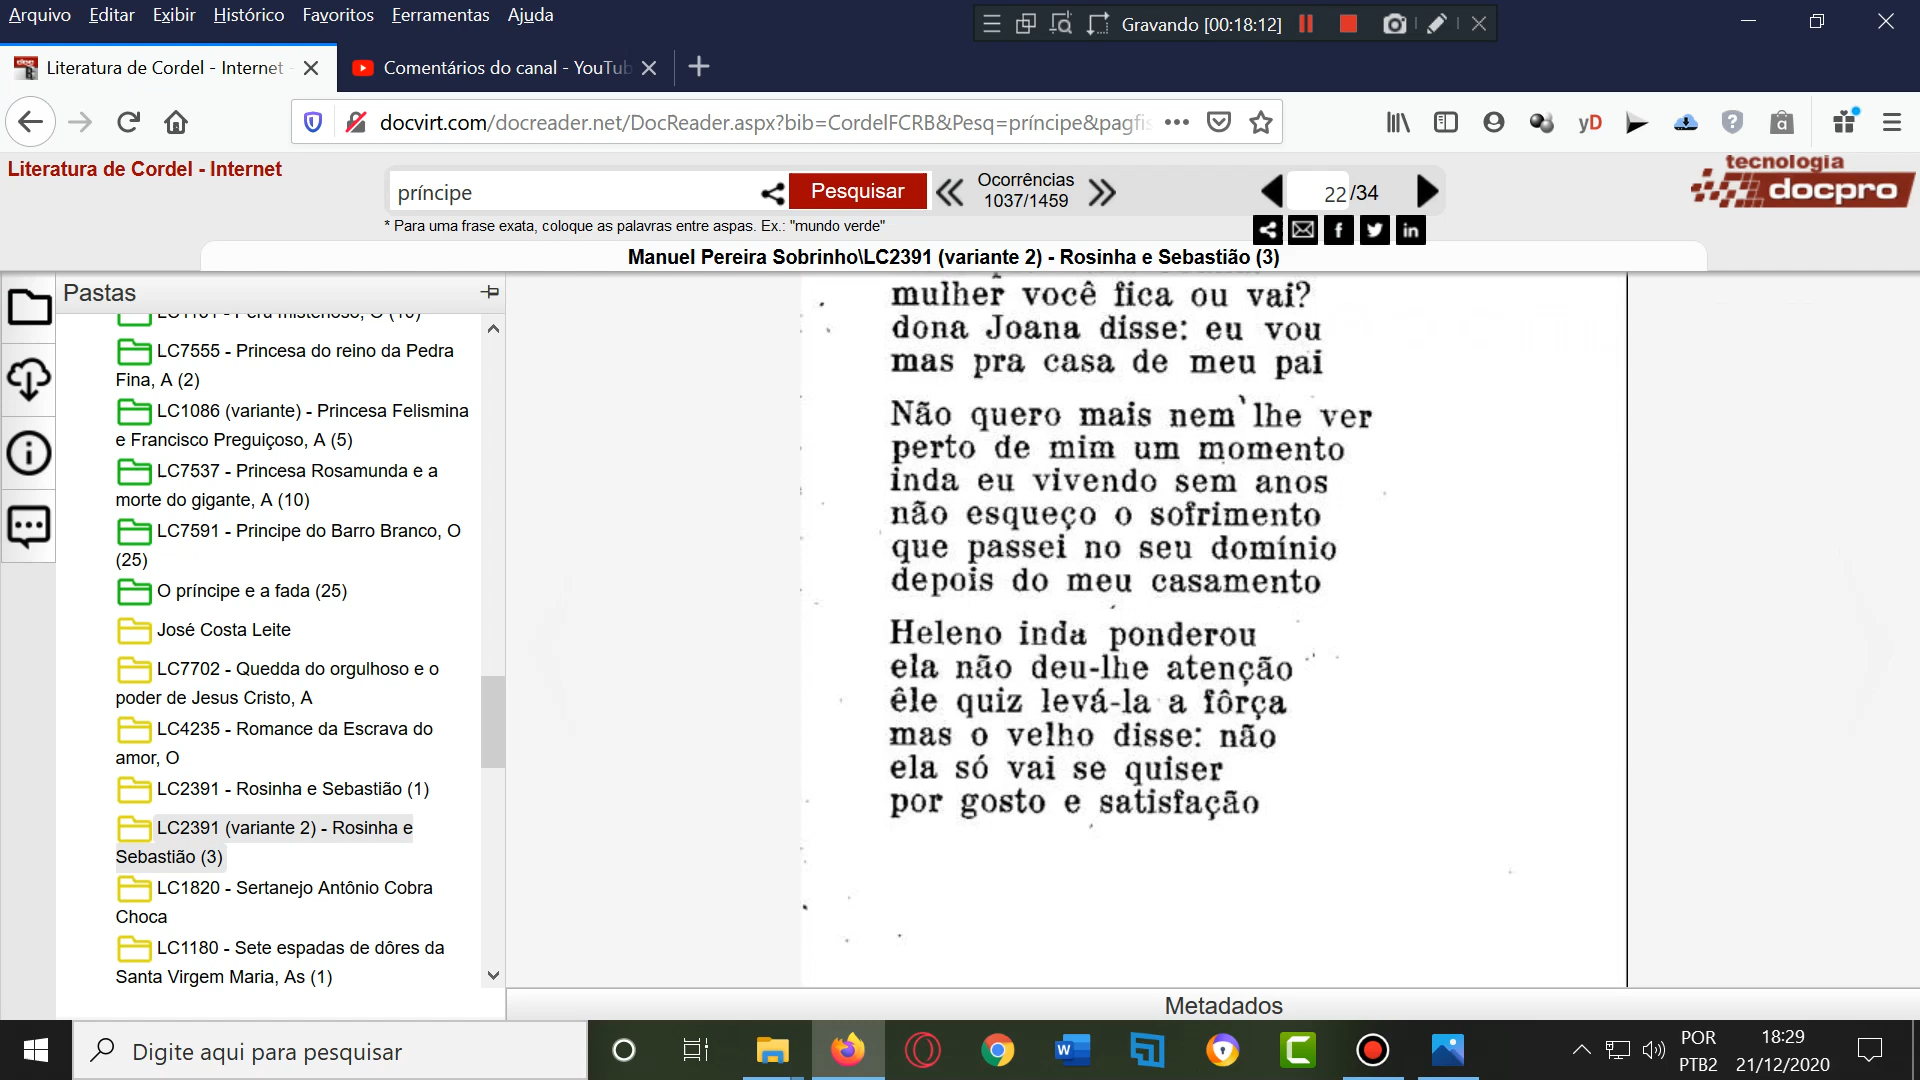 Arquivo Editar Exibir Histórico Favoritos Ferramentas Ajuda
Gravando [00:18:12]
Literatura de Cordel - Internet -
Comentários do canal - YouTub
docvirt.com/docreader.net/DocReader.aspx?bib=CordelFCRB&Pesq=príncipe&pagfis
yD
Literatura de Cordel - Internet
príncipe
Pesquisar
Ocorrências
1037/1459
22/34
tecnologia
docpro
* Para uma frase exata, coloque as palavras entre aspas. Ex.: "mundo verde"
Manuel Pereira Sobrinho\LC2391 (variante 2) - Rosinha e Sebastião (3)
Pastas
LC7555 - Princesa do reino da Pedra
Fina, A (2)
LC1086 (variante) - Princesa Felismina
e Francisco Preguiçoso, A (5)
LC7537 - Princesa Rosamunda e a
morte do gigante, A (10)
LC7591 - Principe do Barro Branco, O
(25)
O príncipe e a fada (25)
José Costa Leite
LC7702 - Quedda do orgulhoso e o
poder de Jesus Cristo, A
LC4235 - Romance da Escrava do
amor, O
LC2391 - Rosinha e Sebastião (1)
LC2391 (variante 2) - Rosinha e
Sebastião (3)
LC1820 - Sertanejo Antônio Cobra
Choca
LC1180 - Sete espadas de dôres da
Santa Virgem Maria, As (1)
mulher você fica ou vai?
dona Joana disse: eu vou
mas pra casa de meu pai
Não quero mais nem lhe ver
perto de mim um momento
inda eu vivendo sem anos
não esqueço o sofrimento
que passei no seu domínio
depois do meu casamento
Heleno inda ponderou
ela não deu-lhe atenção
êle quiz levá-la a fôrça
mas o velho disse: não
ela só vai se quiser
por gosto e satisfação
Metadados
Digite aqui para pesquisar
POR
PTB2
18:29
21/12/2020